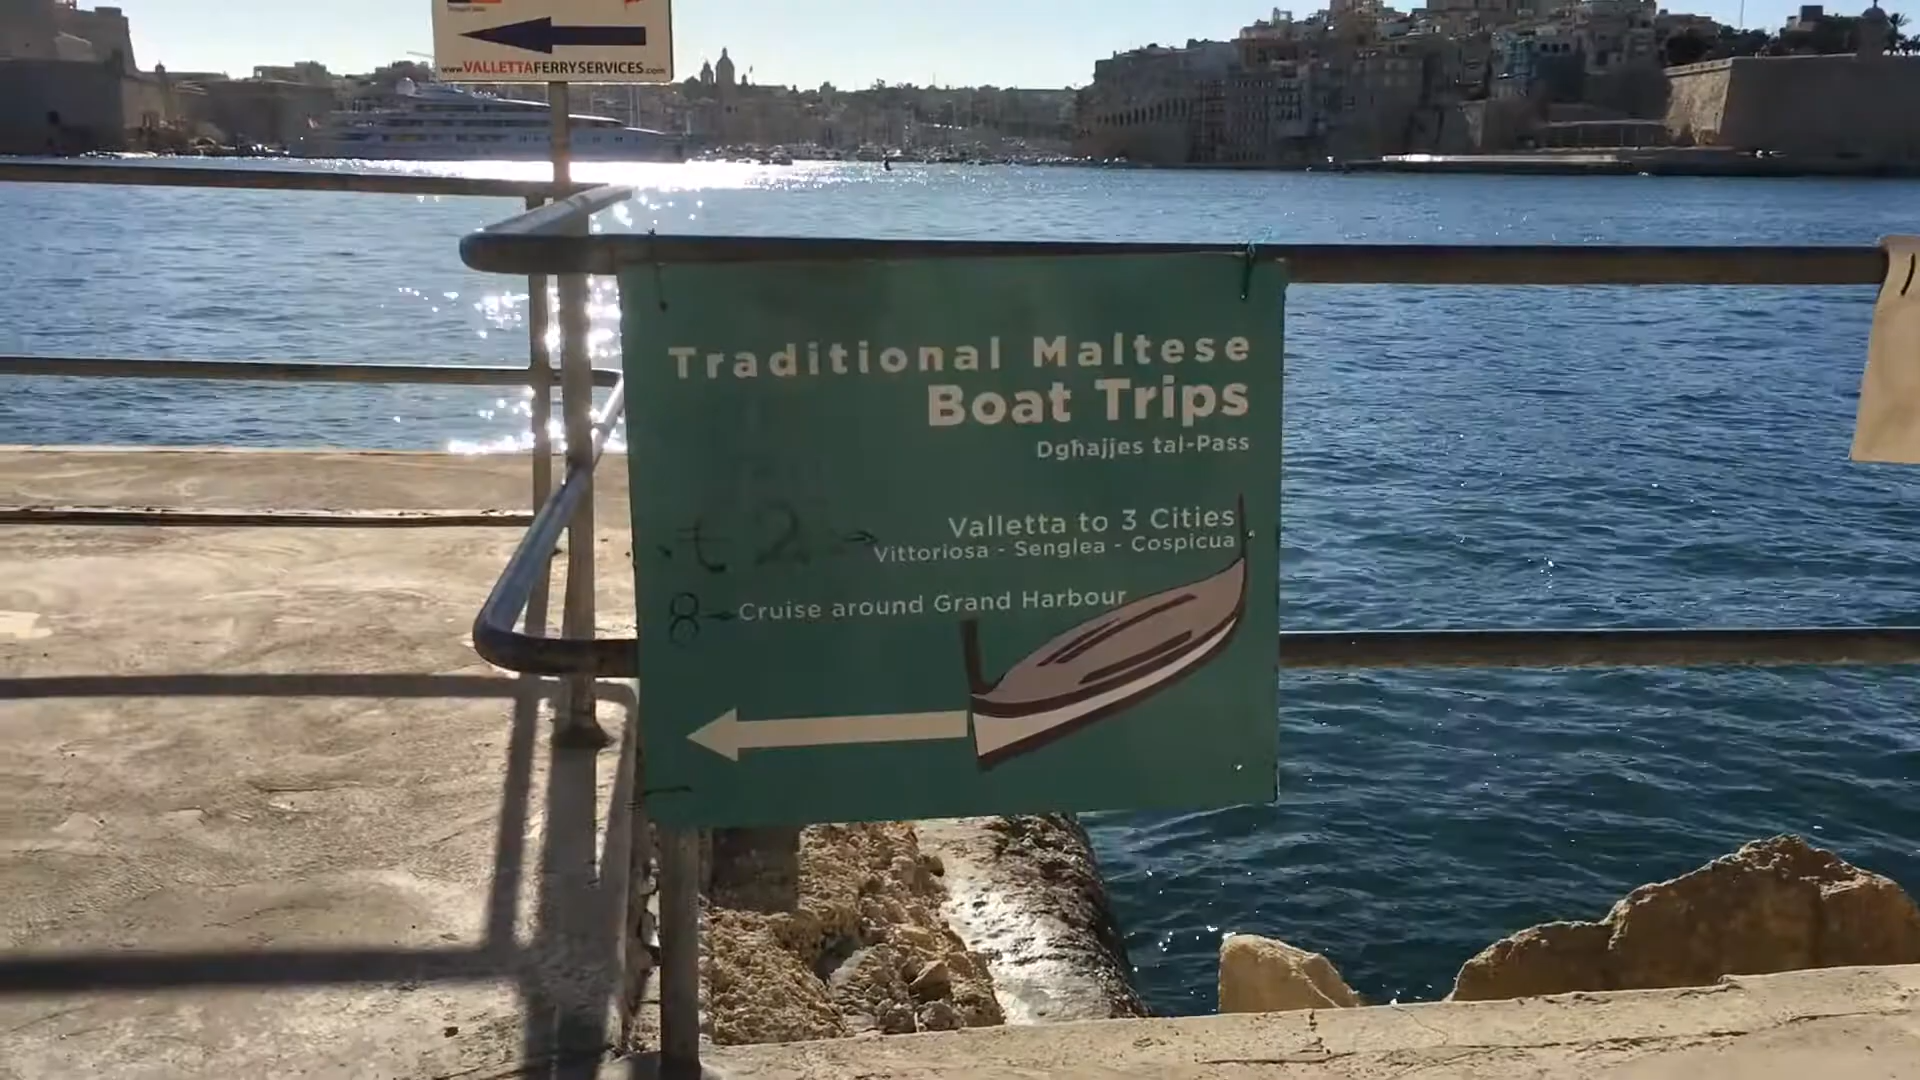 www.VALLETTAFERRYSERVICES.com
Traditional Maltese
Boat Trips
Dgħajjes tal-Pass
€ 2 → Valletta to 3 Cities
Vittoriosa - Senglea - Cospicua
8 → Cruise around Grand Harbour